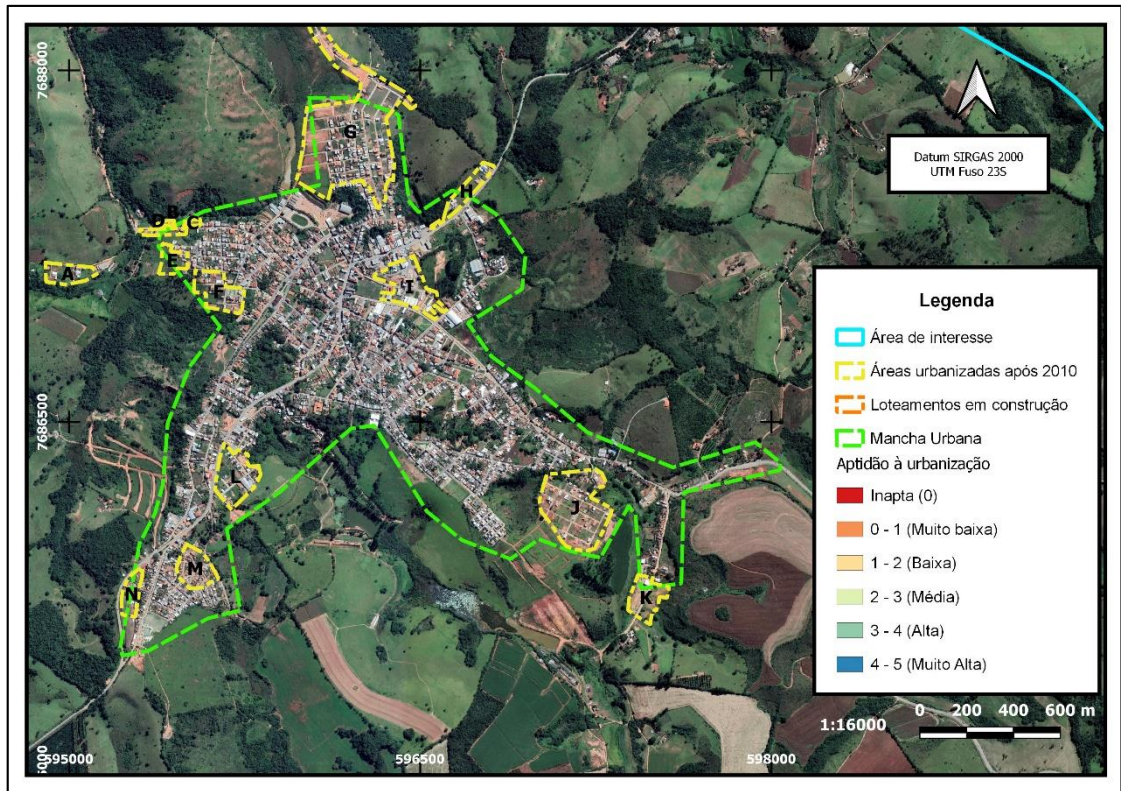 7688000
Datum SIRGAS 2000
UTM Fuso 23S
G
H
B
D
C
E
A
F
I
Legenda
Área de interesse
Áreas urbanizadas após 2010
Loteamentos em construção
Mancha Urbana
Aptidão à urbanização
Inapta (0)
0 - 1 (Muito baixa)
1 - 2 (Baixa)
2 - 3 (Média)
3 - 4 (Alta)
4 - 5 (Muito Alta)
7686500
L
J
M
N
K
1:16000
0 200 400 600 m
595000
596500
598000